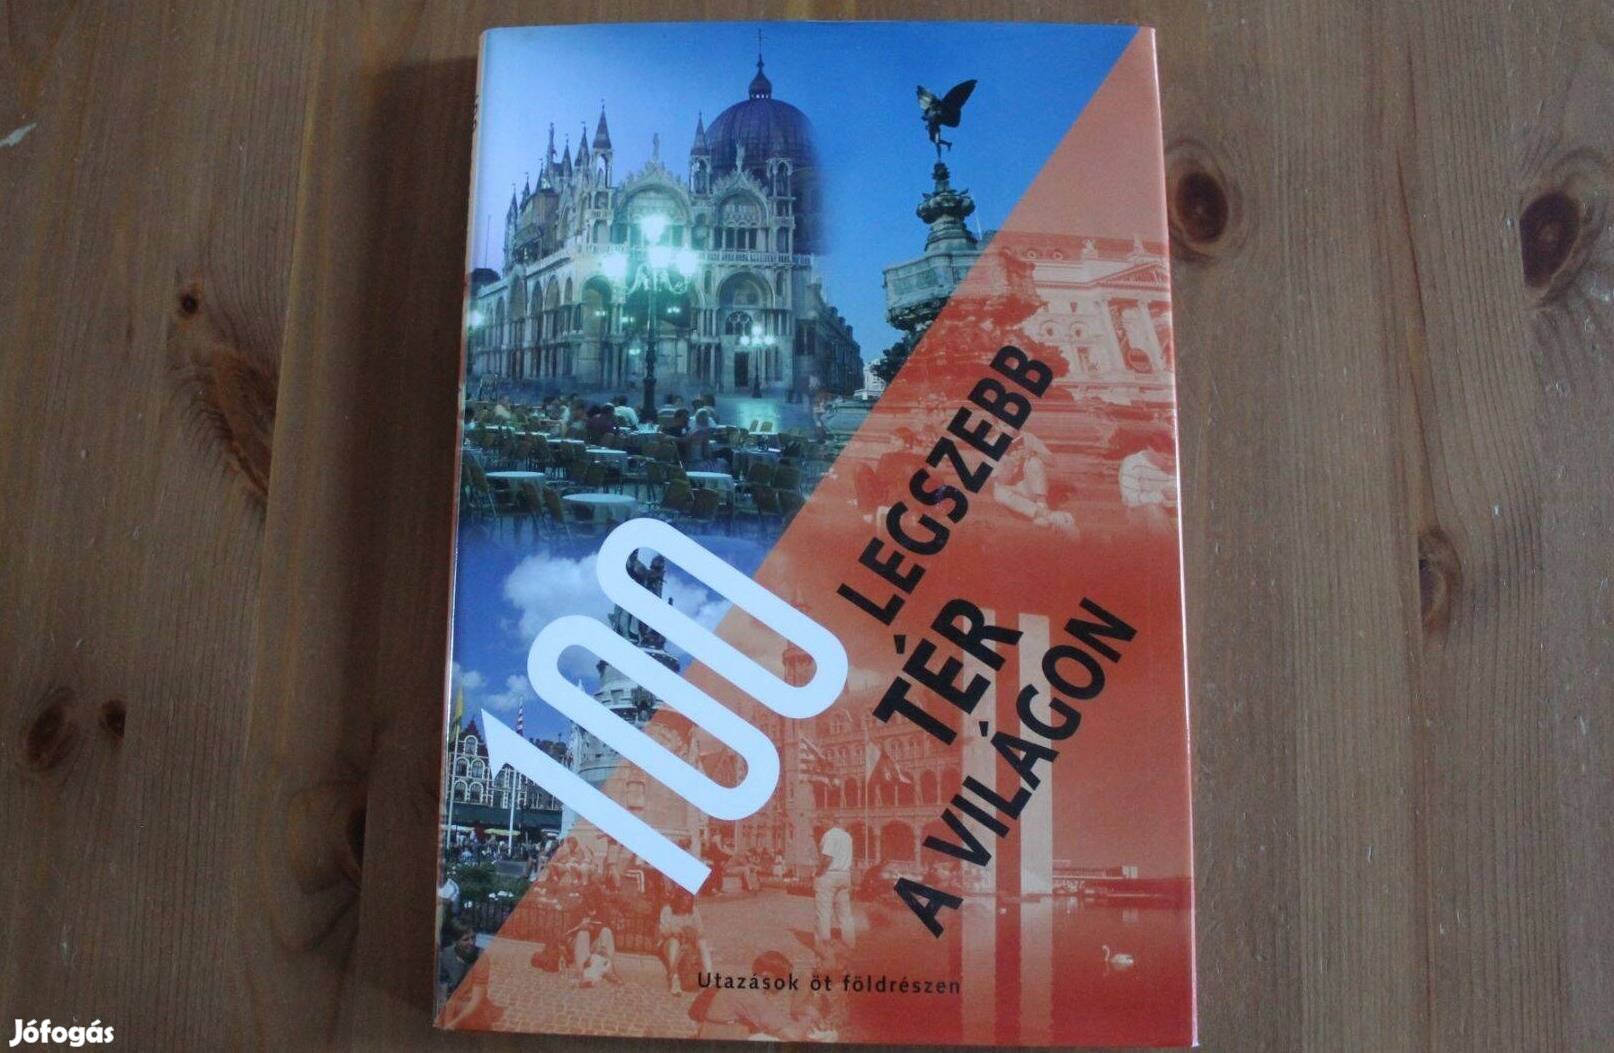 100
LEGSZEBB
TÉR
A VILÁGON
Utazások öt földrészen
Jófogás